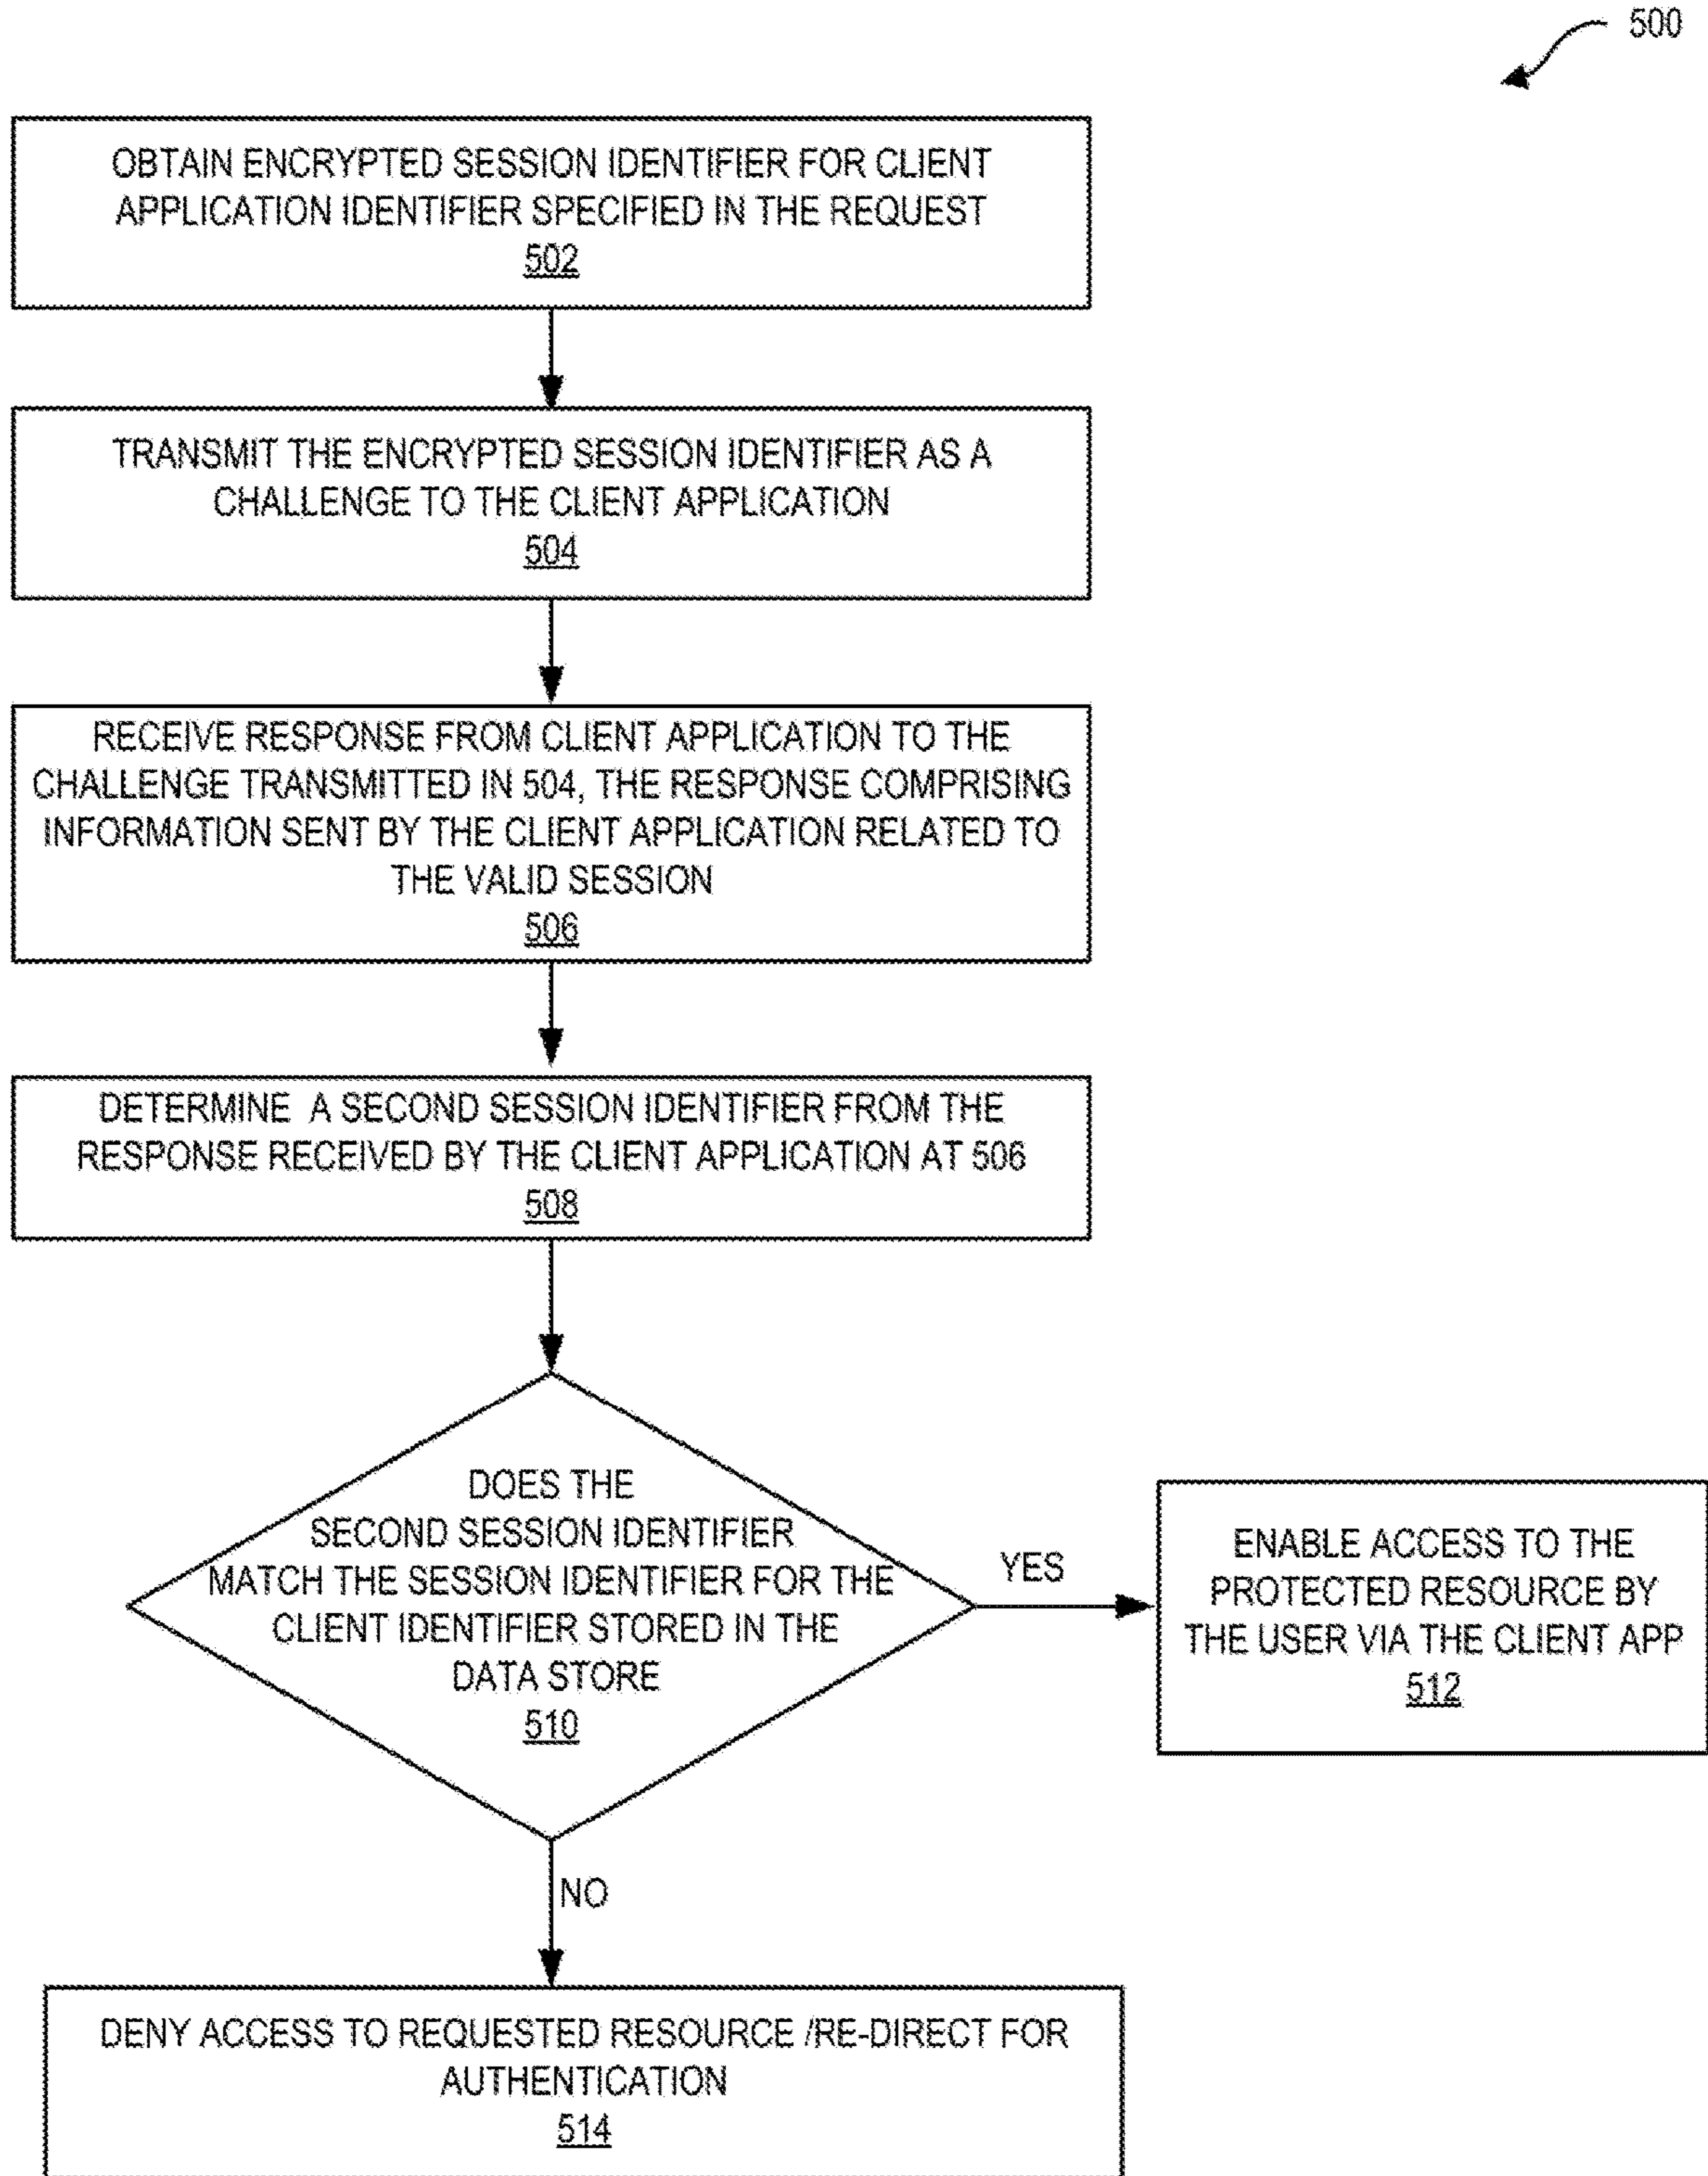 500
OBTAIN ENCRYPTED SESSION IDENTIFIER FOR CLIENT
APPLICATION IDENTIFIER SPECIFIED IN THE REQUEST
502
TRANSMIT THE ENCRYPTED SESSION IDENTIFIER AS A
CHALLENGE TO THE CLIENT APPLICATION
504
RECEIVE RESPONSE FROM CLIENT APPLICATION TO THE
CHALLENGE TRANSMITTED IN 504, THE RESPONSE COMPRISING
INFORMATION SENT BY THE CLIENT APPLICATION RELATED TO
THE VALID SESSION
506
DETERMINE A SECOND SESSION IDENTIFIER FROM THE
RESPONSE RECEIVED BY THE CLIENT APPLICATION AT 506
508
DOES THE
SECOND SESSION IDENTIFIER
MATCH THE SESSION IDENTIFIER FOR THE
CLIENT IDENTIFIER STORED IN THE
DATA STORE
510
YES
ENABLE ACCESS TO THE
PROTECTED RESOURCE BY
THE USER VIA THE CLIENT APP
512
NO
DENY ACCESS TO REQUESTED RESOURCE /RE-DIRECT FOR
AUTHENTICATION
514